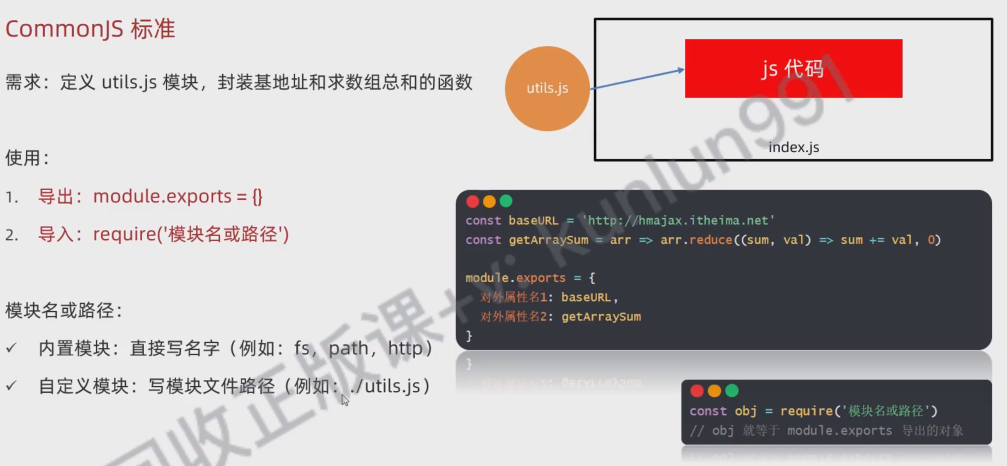 CommonJS 标准
需求：定义 utils.js 模块，封装基地址和求数组总和的函数
utils.js
js 代码
index.js
使用：
1. 导出：module.exports = {}
2. 导入：require('模块名或路径')
模块名或路径：
✓ 内置模块：直接写名字（例如：fs，path，http）
✓ 自定义模块：写模块文件路径（例如：./utils.js）
const baseURL = 'http://hmajax.itheima.net'
const getArraySum = arr => arr.reduce((sum, val) => sum += val, 0)
module.exports = {
对外属性名1: baseURL,
对外属性名2: getArraySum
}
const obj = require('模块名或路径')
// obj 就等于 module.exports 导出的对象
回收正版课+v: kunlun991